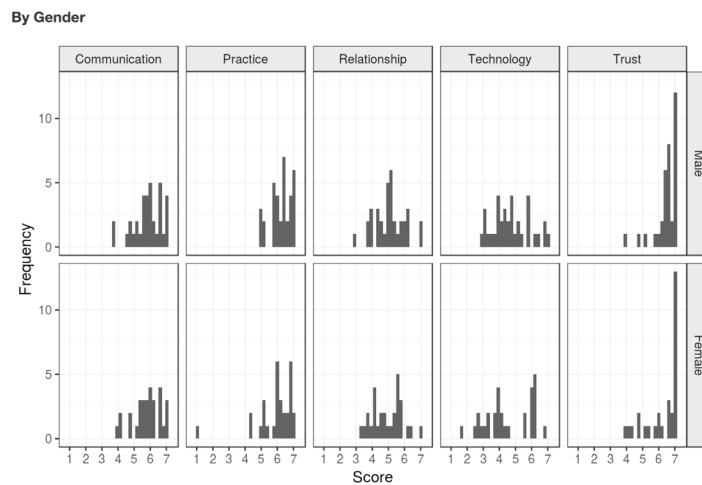 By Gender
Communication Practice Relationship Technology Trust
10
5
0
Male
Frequency
10
5
0
Female
1 2 3 4 5 6 7 1 2 3 4 5 6 7 1 2 3 4 5 6 7 1 2 3 4 5 6 7 1 2 3 4 5 6 7
Score